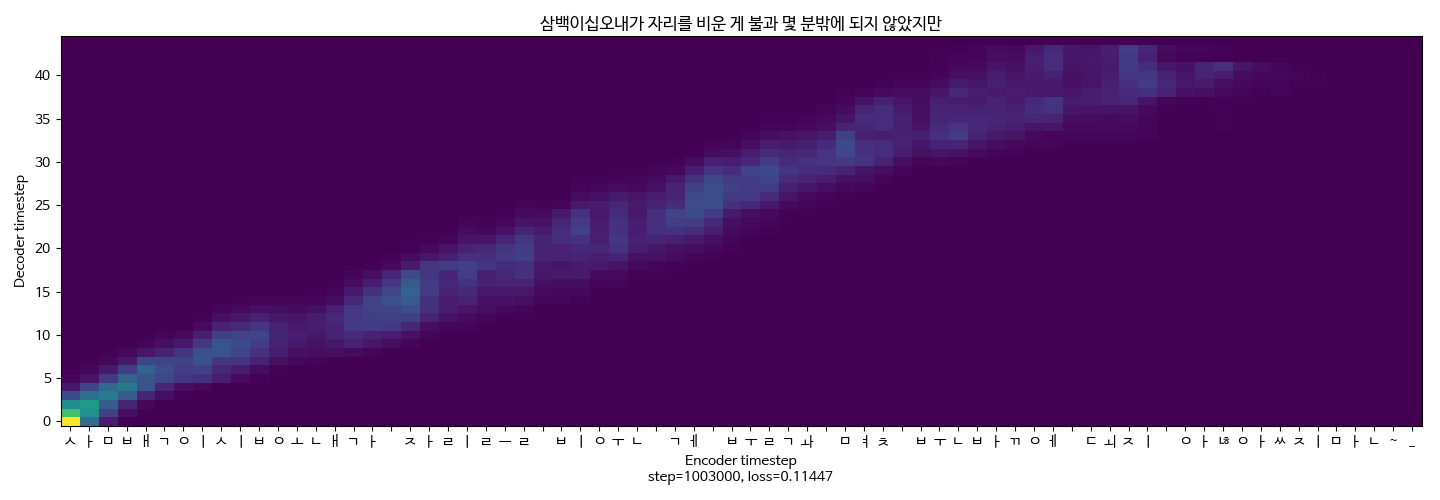 삼백이십오내가 자리를 비운 게 불과 몇 분밖에 되지 않았지만
Decoder timestep
40
35
30
25
20
15
10
5
0
ㅅ ㅏ ㅁ ㅂ ㅐ ㄱ ㅇ ㅣ ㅅ ㅣ ㅂ ㅇ ㅗ ㄴ ㅐ ㄱ ㅏ ㅈ ㅏ ㄹ ㅣ ㄹ ㅡ ㄹ ㅂ ㅣ ㅇ ㅜ ㄴ ㄱ ㅔ ㅂ ㅜ ㄹ ㄱ ㅘ ㅁ ㅕ ㅊ ㅂ ㅜ ㄴ ㅂ ㅏ ㄲ ㅇ ㅔ ㄷ ㅚ ㅈ ㅣ ㅇ ㅏ ㄶ ㅇ ㅏ ㅆ ㅈ ㅣ ㅁ ㅏ ㄴ ~ _
Encoder timestep
step=1003000, loss=0.11447